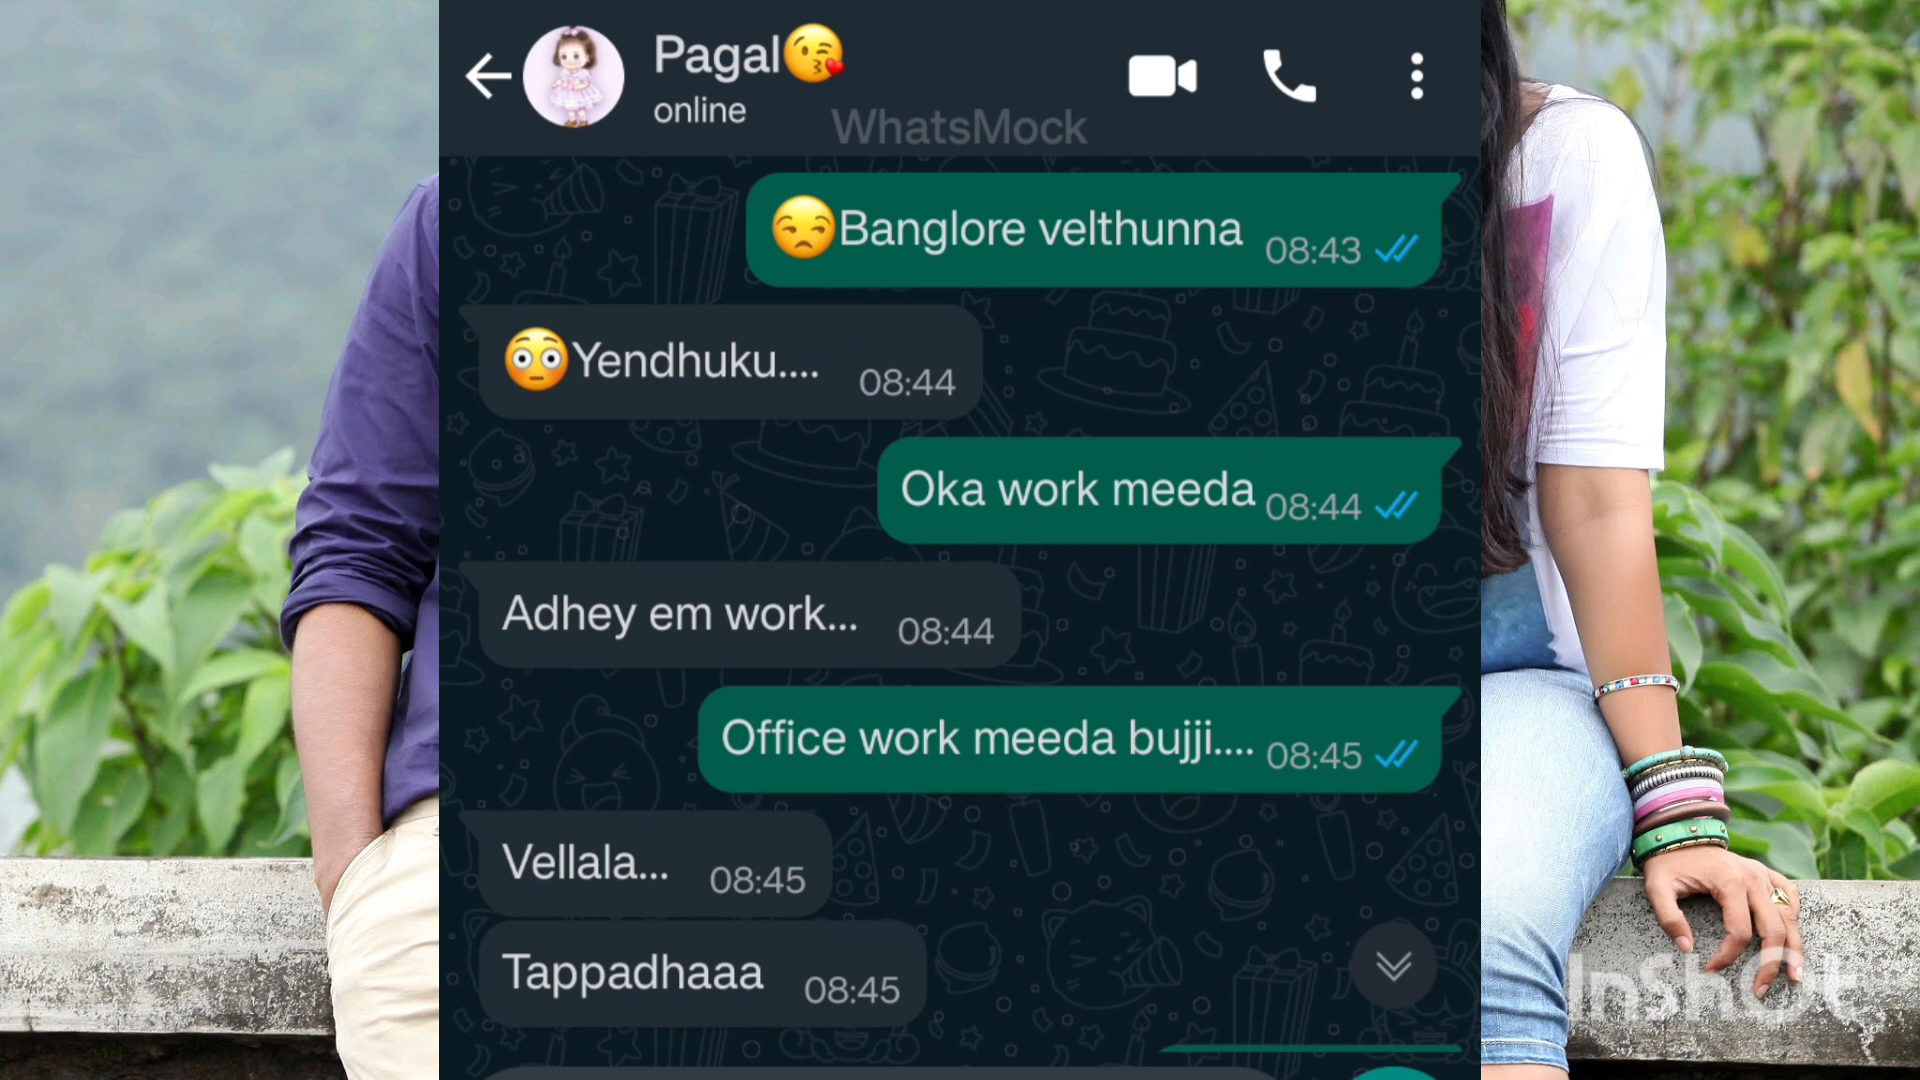 Pagal😘
online
WhatsMock
😒Banglore velthunna 08:43
😳Yendhuku.... 08:44
Oka work meeda 08:44
Adhey em work... 08:44
Office work meeda bujji.... 08:45
Vellala... 08:45
Tappadhaaa 08:45
InShOt